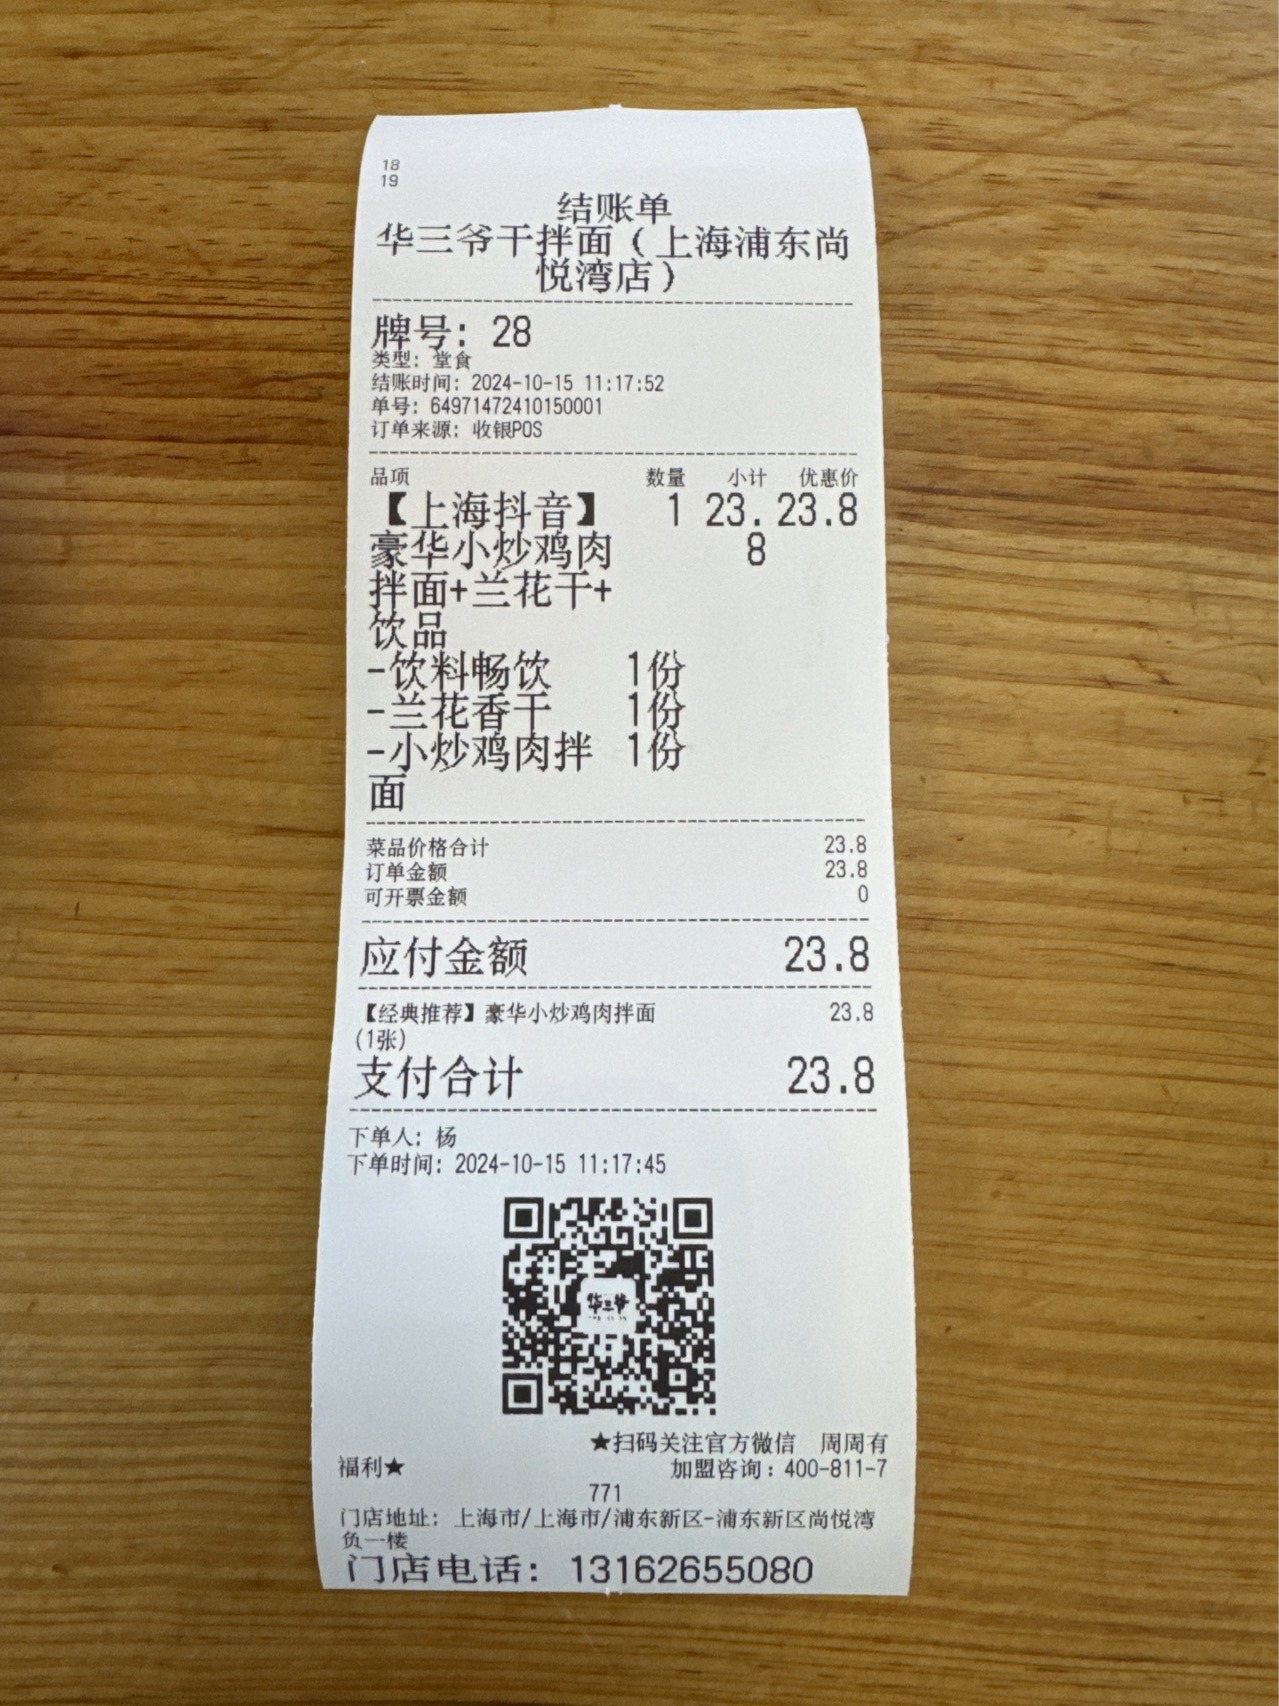 18
19
结账单
华三爷干拌面（上海浦东尚
悦湾店）
牌号：28
类型：堂食
结账时间：2024-10-15 11:17:52
单号：64971472410150001
订单来源：收银POS
品项 数量 小计 优惠价
【上海抖音】 1 23. 23.8
豪华小炒鸡肉 8
拌面+兰花干+
饮品
-饮料畅饮 1份
-兰花香干 1份
-小炒鸡肉拌 1份
面
菜品价格合计 23.8
订单金额 23.8
可开票金额 0
应付金额 23.8
【经典推荐】豪华小炒鸡肉拌面 23.8
(1张)
支付合计 23.8
下单人：杨
下单时间：2024-10-15 11:17:45
华三爷
★扫码关注官方微信 周周有
福利★ 加盟咨询：400-811-7
771
门店地址：上海市/上海市/浦东新区-浦东新区尚悦湾
负一楼
门店电话：13162655080